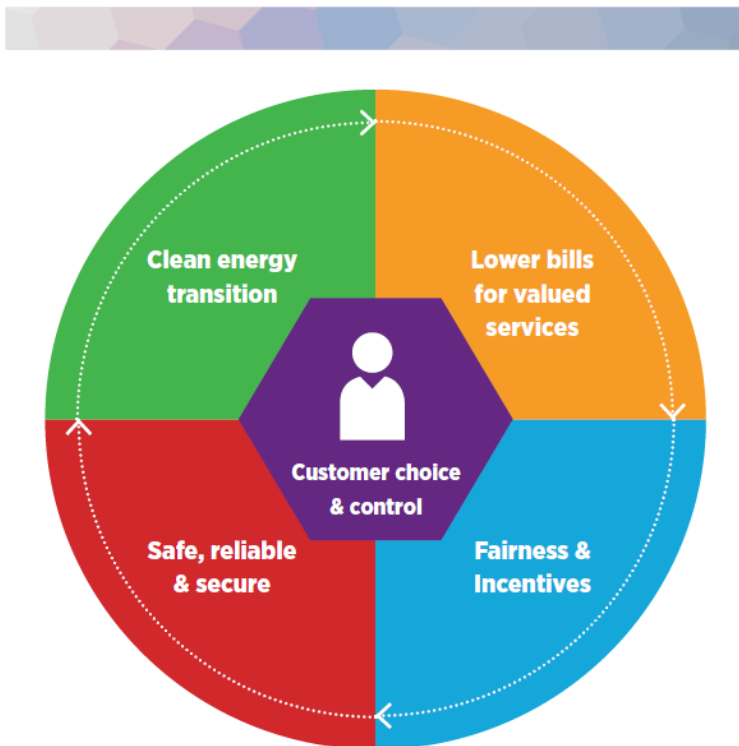 Clean energy
transition
Lower bills
for valued
services
Customer choice
& control
Safe, reliable
& secure
Fairness &
Incentives